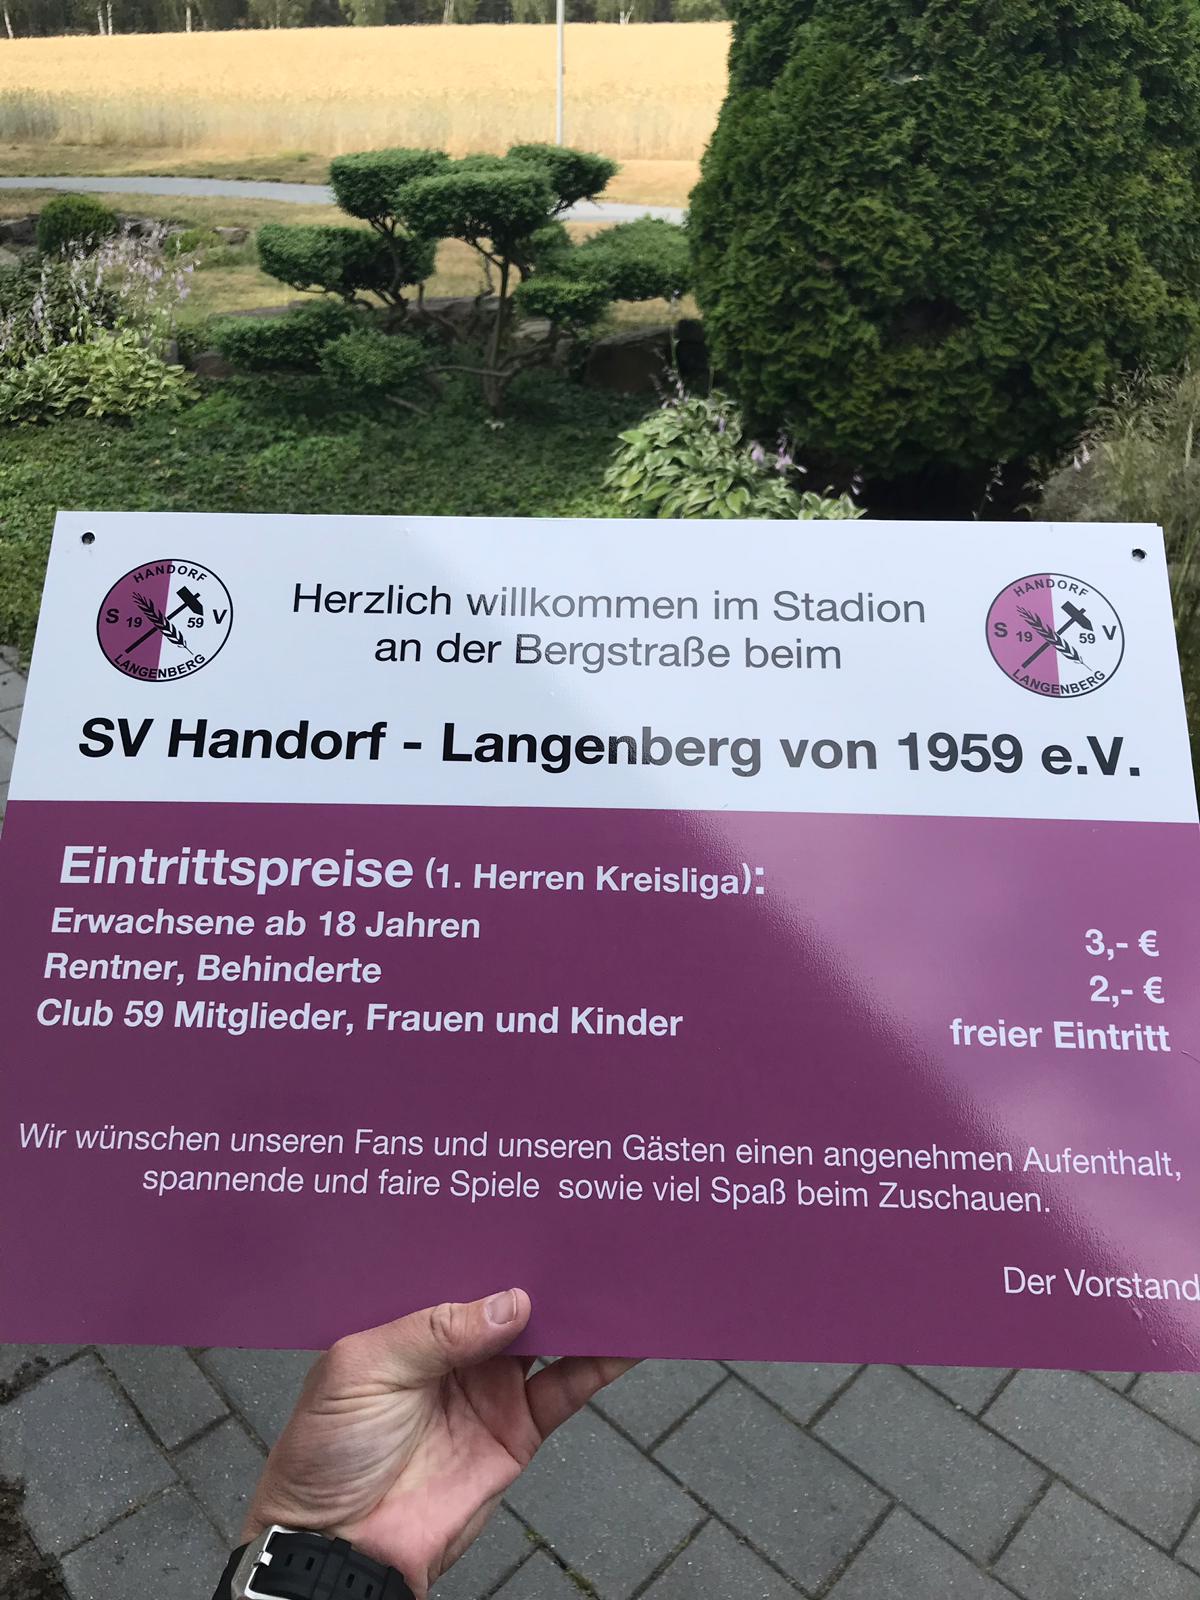 HANDORF
S 19 59 V
LANGENBERG
Herzlich willkommen im Stadion
an der Bergstraße beim
HANDORF
S 19 59 V
LANGENBERG
SV Handorf - Langenberg von 1959 e.V.
Eintrittspreise (1. Herren Kreisliga):
Erwachsene ab 18 Jahren 3,- €
Rentner, Behinderte 2,- €
Club 59 Mitglieder, Frauen und Kinder freier Eintritt
Wir wünschen unseren Fans und unseren Gästen einen angenehmen Aufenthalt,
spannende und faire Spiele sowie viel Spaß beim Zuschauen.
Der Vorstand